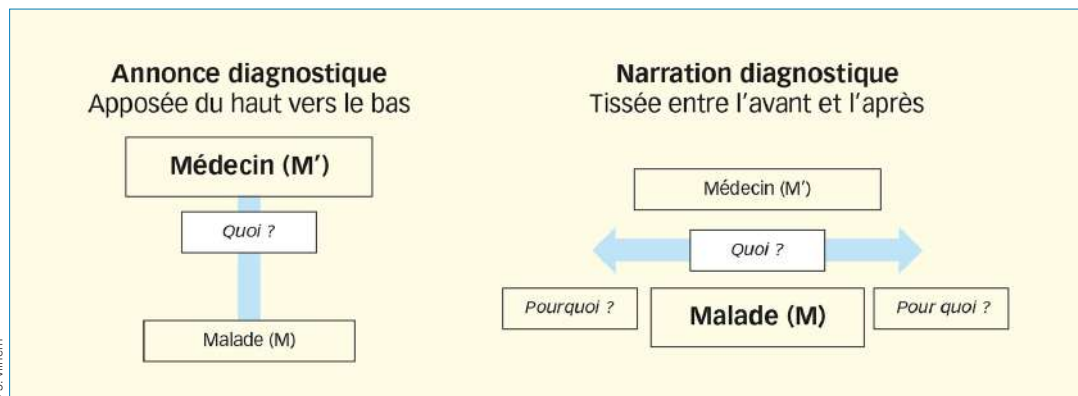 Annonce diagnostique
Apposée du haut vers le bas
Médecin (M')
Quoi ?
Malade (M)
Narration diagnostique
Tissée entre l'avant et l'après
Médecin (M')
Quoi ?
Pourquoi ?
Malade (M)
Pour quoi ?